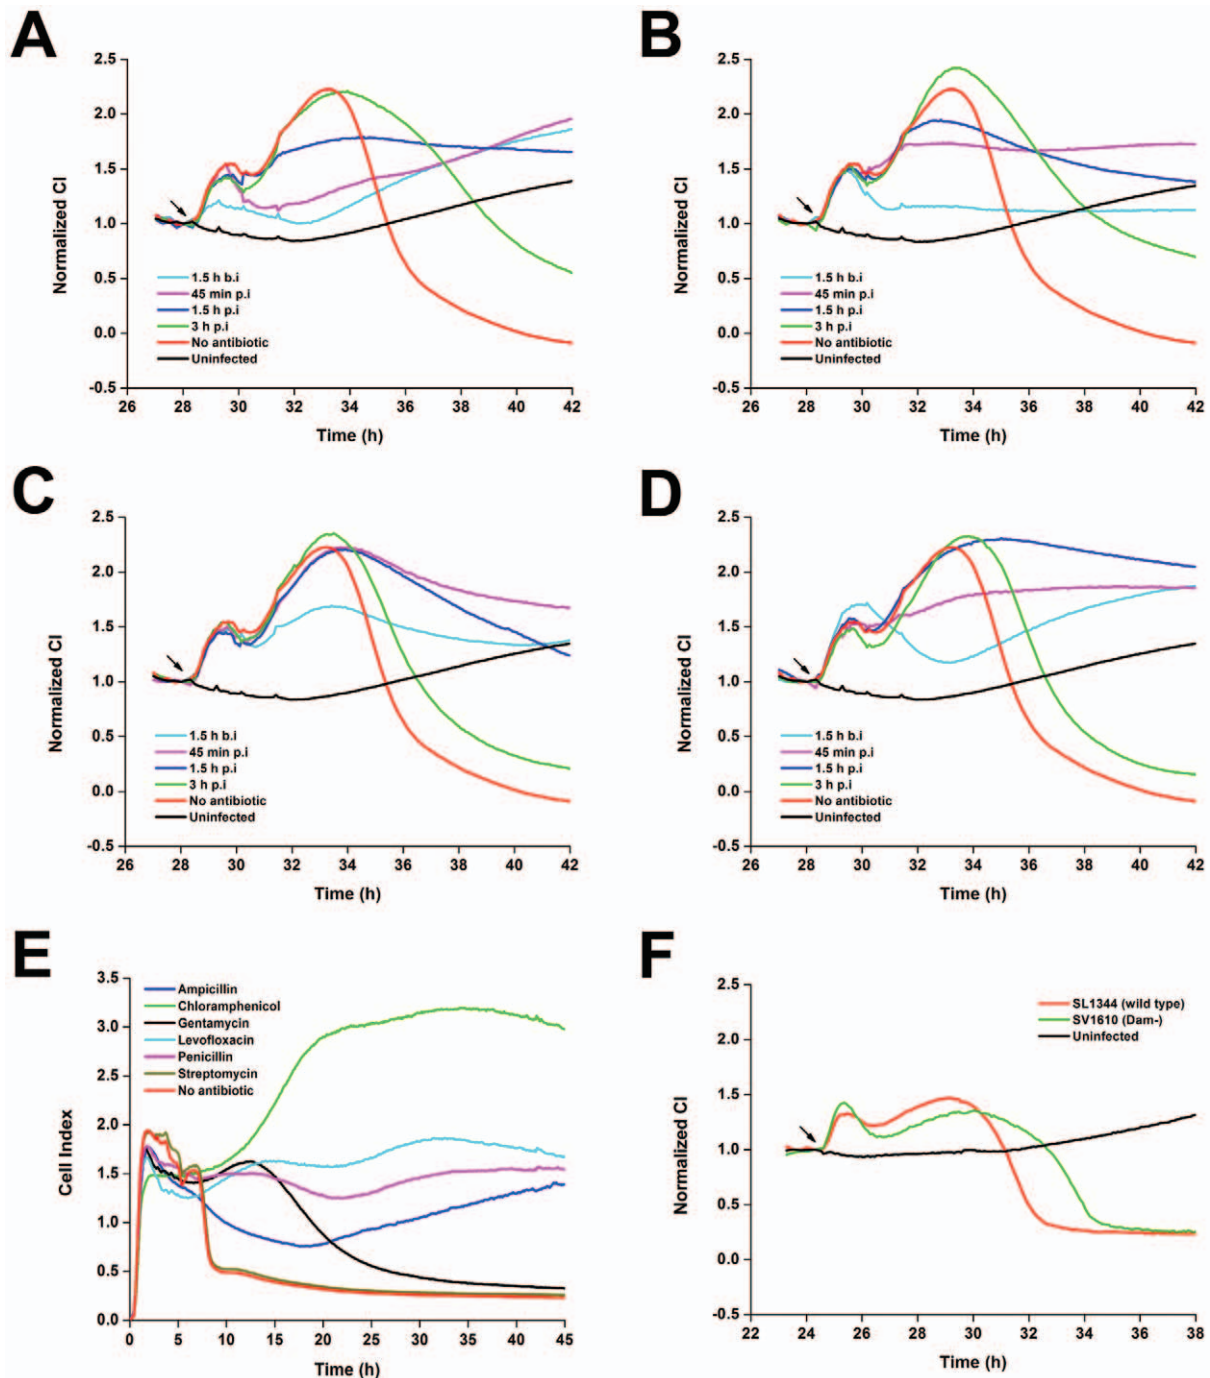 A
B
2.5
2.0
1.5
1.0
0.5
0.0
-0.5
Normalized CI
1.5 h b.i
45 min p.i
1.5 h p.i
3 h p.i
No antibiotic
Uninfected
26 28 30 32 34 36 38 40 42
Time (h)
2.5
2.0
1.5
1.0
0.5
0.0
-0.5
Normalized CI
1.5 h b.i
45 min p.i
1.5 h p.i
3 h p.i
No antibiotic
Uninfected
26 28 30 32 34 36 38 40 42
Time (h)
C
D
2.5
2.0
1.5
1.0
0.5
0.0
-0.5
Normalized CI
1.5 h b.i
45 min p.i
1.5 h p.i
3 h p.i
No antibiotic
Uninfected
26 28 30 32 34 36 38 40 42
Time (h)
2.5
2.0
1.5
1.0
0.5
0.0
-0.5
Normalized CI
1.5 h b.i
45 min p.i
1.5 h p.i
3 h p.i
No antibiotic
Uninfected
26 28 30 32 34 36 38 40 42
Time (h)
E
F
3.5
3.0
2.5
2.0
1.5
1.0
0.5
0.0
Cell Index
Ampicillin
Chloramphenicol
Gentamycin
Levofloxacin
Penicillin
Streptomycin
No antibiotic
0 5 10 15 20 25 30 35 40 45
Time (h)
2.5
2.0
1.5
1.0
0.5
0.0
-0.5
Normalized CI
SL1344 (wild type)
SV1610 (Dam-)
Uninfected
22 24 26 28 30 32 34 36 38
Time (h)